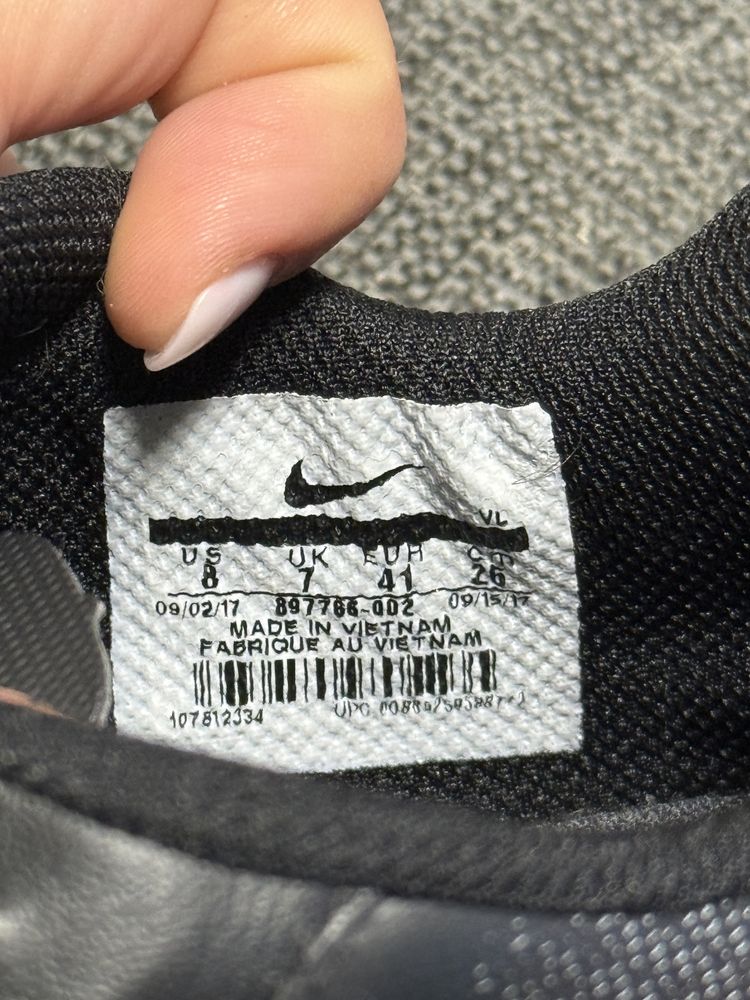 VL
US UK EUR CM
8 7 41 26
09/02/17 897766-002 09/15/17
MADE IN VIETNAM
FABRIQUE AU VIETNAM
107812334 UPC